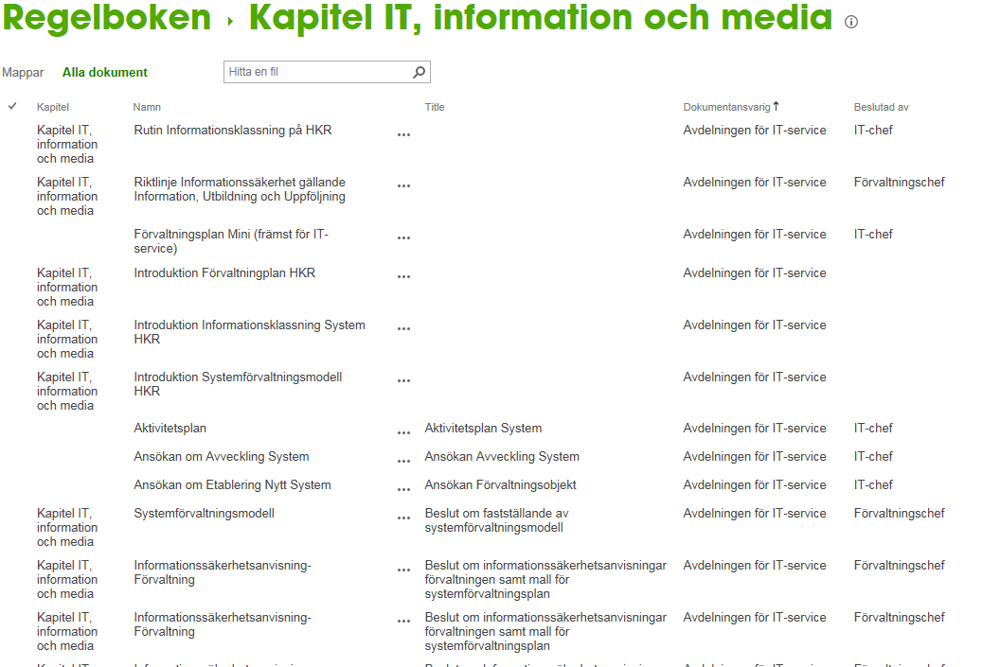 Regelboken ▸ Kapitel IT, information och media
Mappar Alla dokument Hitta en fil
Kapitel Namn Title Dokumentansvarig Beslutad av
Kapitel IT, Rutin Informationsklassning på HKR ... Avdelningen för IT-service IT-chef
information
och media
Kapitel IT, Riktlinje Informationssäkerhet gällande ... Avdelningen för IT-service Förvaltningschef
information Information, Utbildning och Uppföljning
och media
Förvaltningsplan Mini (främst för IT- ... Avdelningen för IT-service IT-chef
service)
Kapitel IT, Introduktion Förvaltningplan HKR ... Avdelningen för IT-service
information
och media
Kapitel IT, Introduktion Informationsklassning System ... Avdelningen för IT-service
information HKR
och media
Kapitel IT, Introduktion Systemförvaltningsmodell ... Avdelningen för IT-service
information HKR
och media
Aktivitetsplan ... Aktivitetsplan System Avdelningen för IT-service IT-chef
Ansökan om Avveckling System ... Ansökan Avveckling System Avdelningen för IT-service IT-chef
Ansökan om Etablering Nytt System ... Ansökan Förvaltningsobjekt Avdelningen för IT-service IT-chef
Kapitel IT, Systemförvaltningsmodell ... Beslut om fastställande av Avdelningen för IT-service Förvaltningschef
information systemförvaltningsmodell
och media
Kapitel IT, Informationssäkerhetsanvisning- ... Beslut om informationssäkerhetsanvisningar Avdelningen för IT-service Förvaltningschef
information Förvaltning förvaltningen samt mall för
och media systemförvaltningsplan
Kapitel IT, Informationssäkerhetsanvisning- ... Beslut om informationssäkerhetsanvisningar Avdelningen för IT-service Förvaltningschef
information Förvaltning förvaltningen samt mall för
och media systemförvaltningsplan